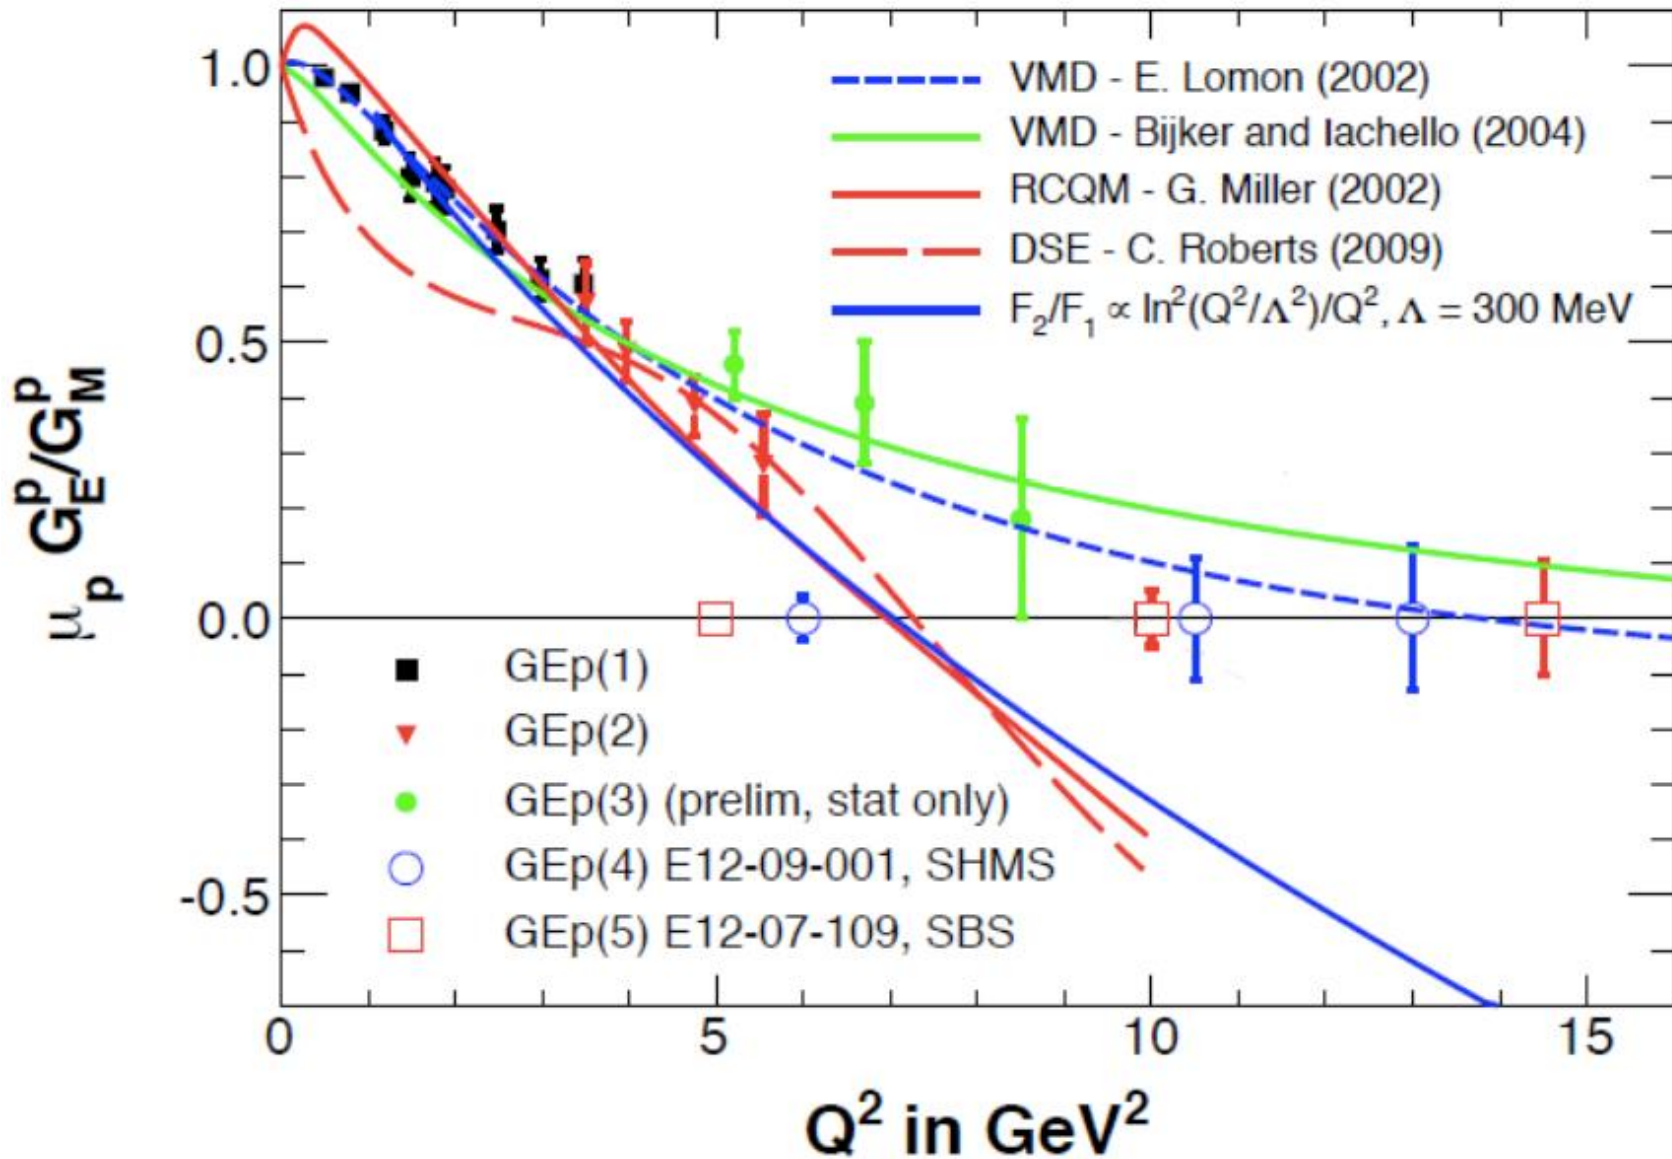 1.0
0.5
0.0
-0.5
μp G_E^p/G_M^p
VMD - E. Lomon (2002)
VMD - Bijker and Iachello (2004)
RCQM - G. Miller (2002)
DSE - C. Roberts (2009)
F₂/F₁ ∝ ln²(Q²/Λ²)/Q², Λ = 300 MeV
GEp(1)
GEp(2)
GEp(3) (prelim, stat only)
GEp(4) E12-09-001, SHMS
GEp(5) E12-07-109, SBS
0 5 10 15
Q² in GeV²